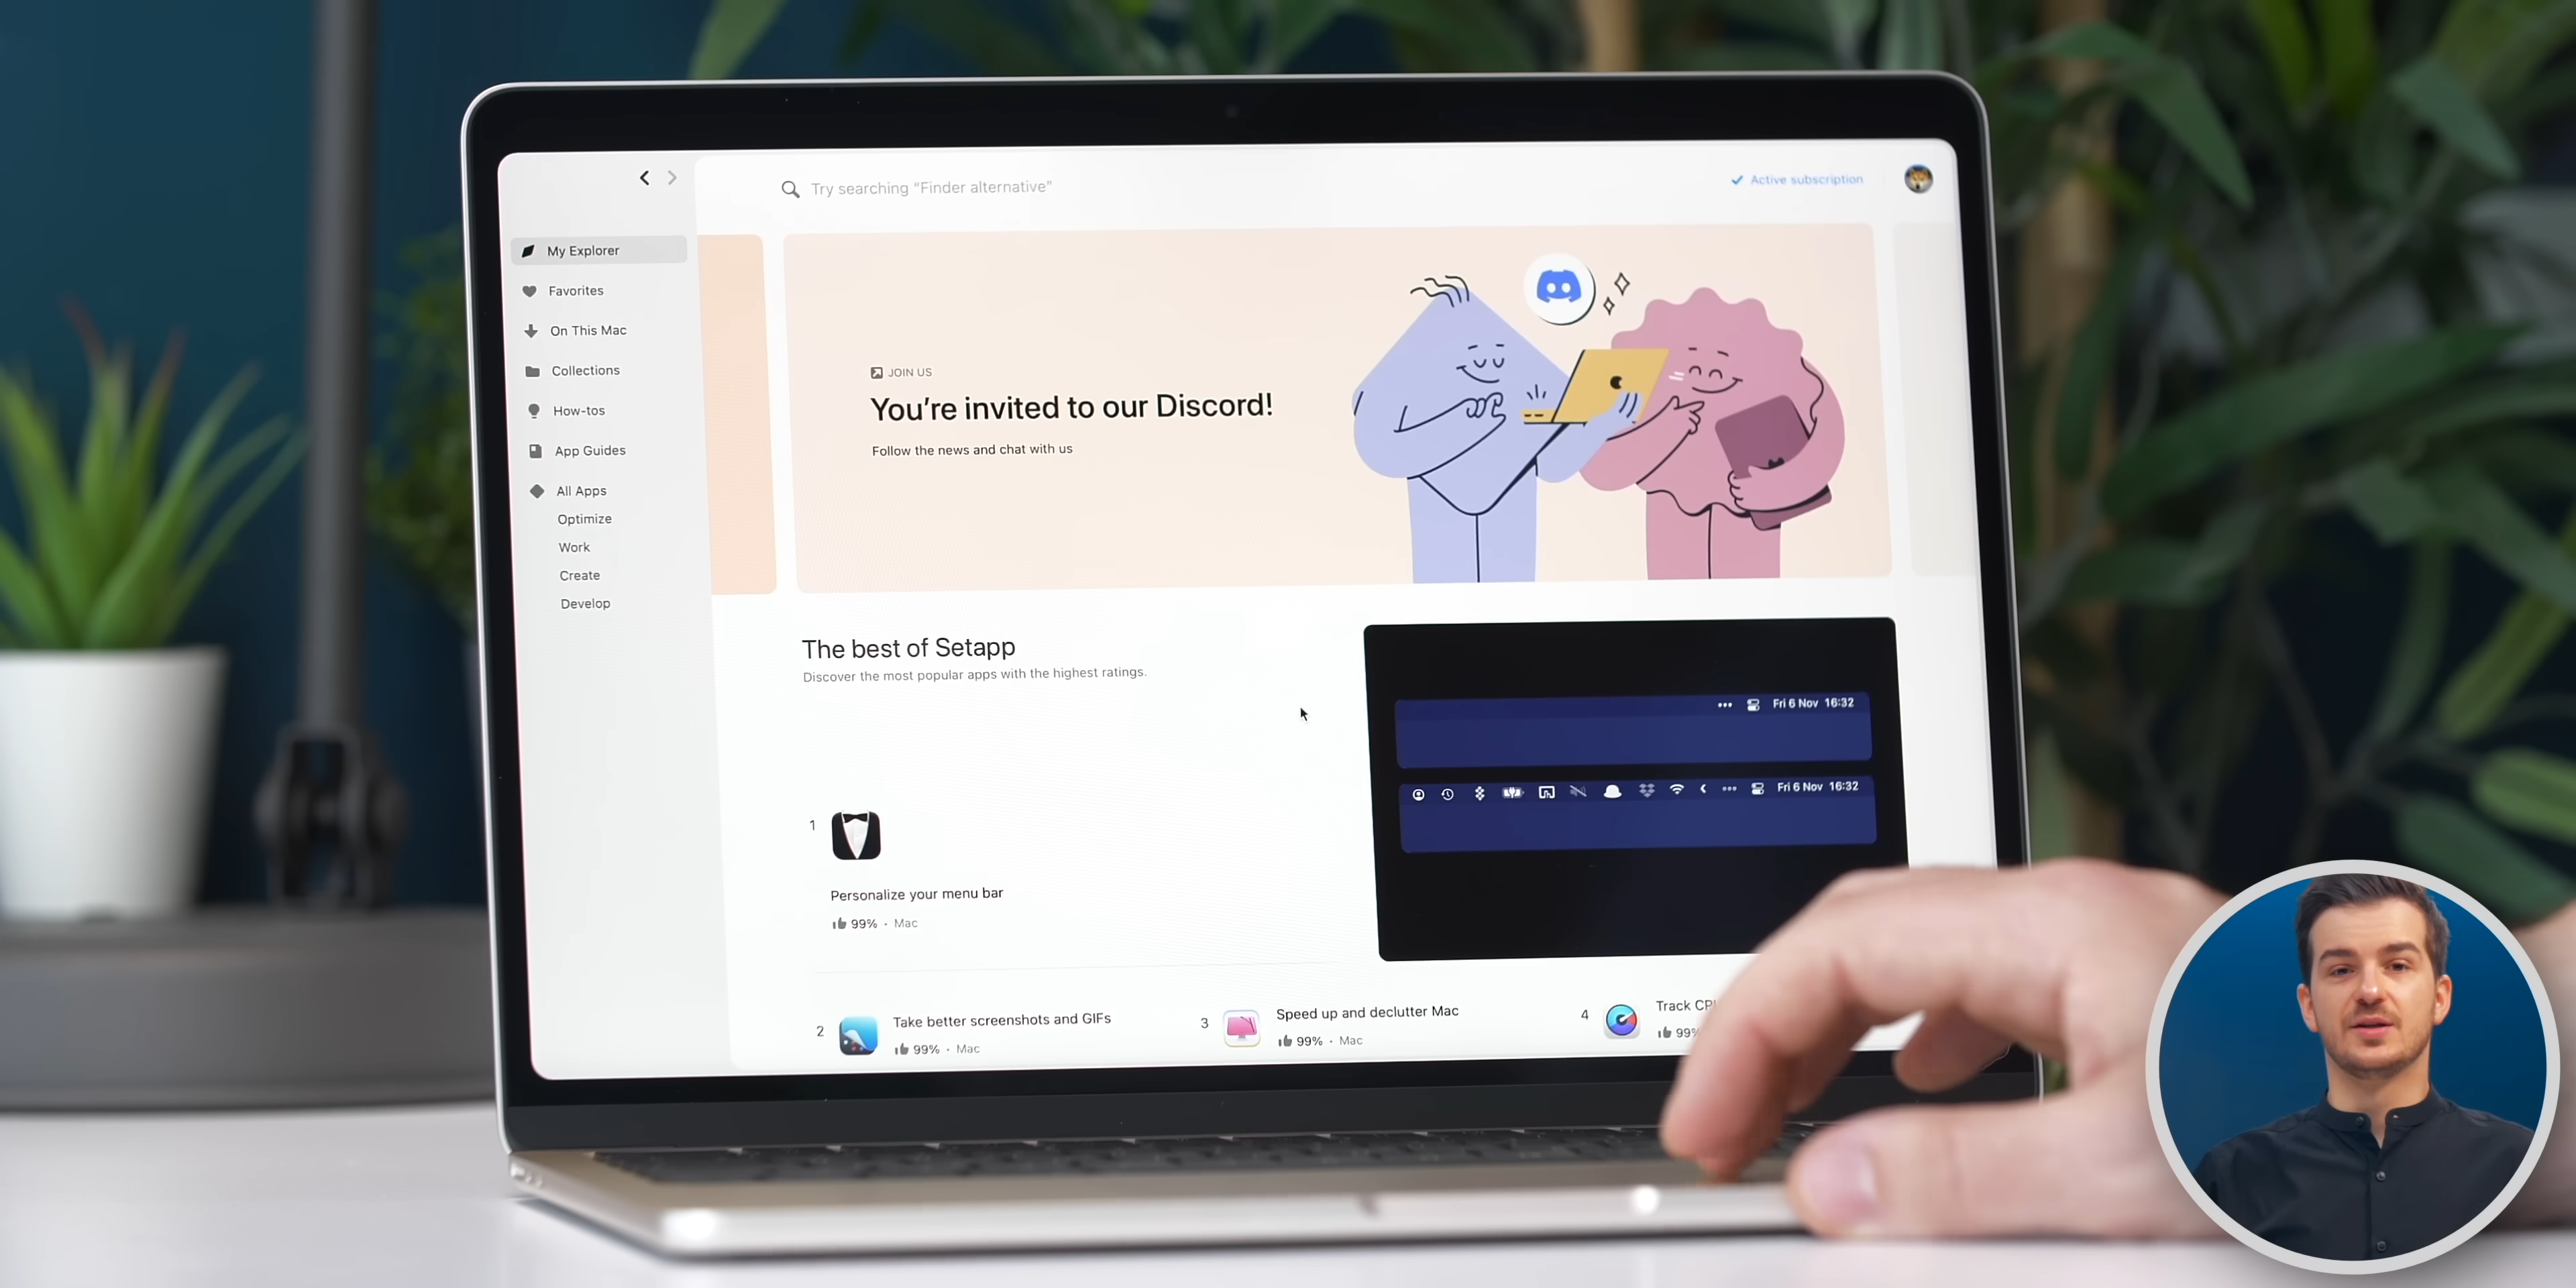 Try searching "Finder alternative"
Active subscription
My Explorer
Favorites
On This Mac
Collections
How-tos
App Guides
All Apps
Optimize
Work
Create
Develop
JOIN US
You're invited to our Discord!
Follow the news and chat with us
The best of Setapp
Discover the most popular apps with the highest ratings.
Fri 6 Nov 16:32
Fri 6 Nov 16:32
1
Personalize your menu bar
99% · Mac
2
Take better screenshots and GIFs
99% · Mac
3
Speed up and declutter Mac
99% · Mac
4
Track
99%